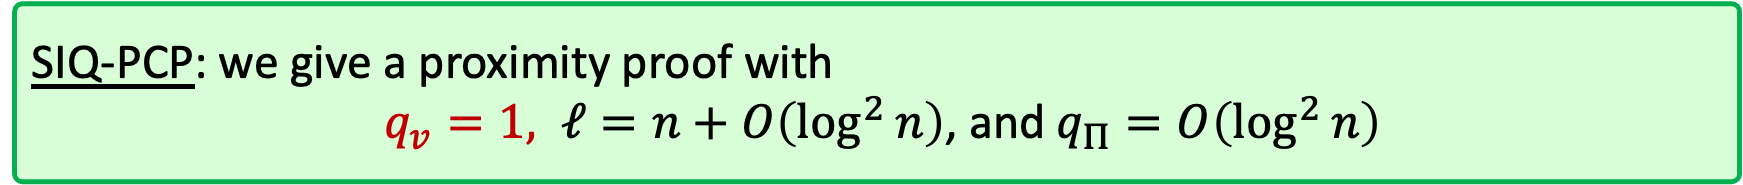 SIQ-PCP: we give a proximity proof with
q_v = 1, ℓ = n + O(log² n), and q_Π = O(log² n)